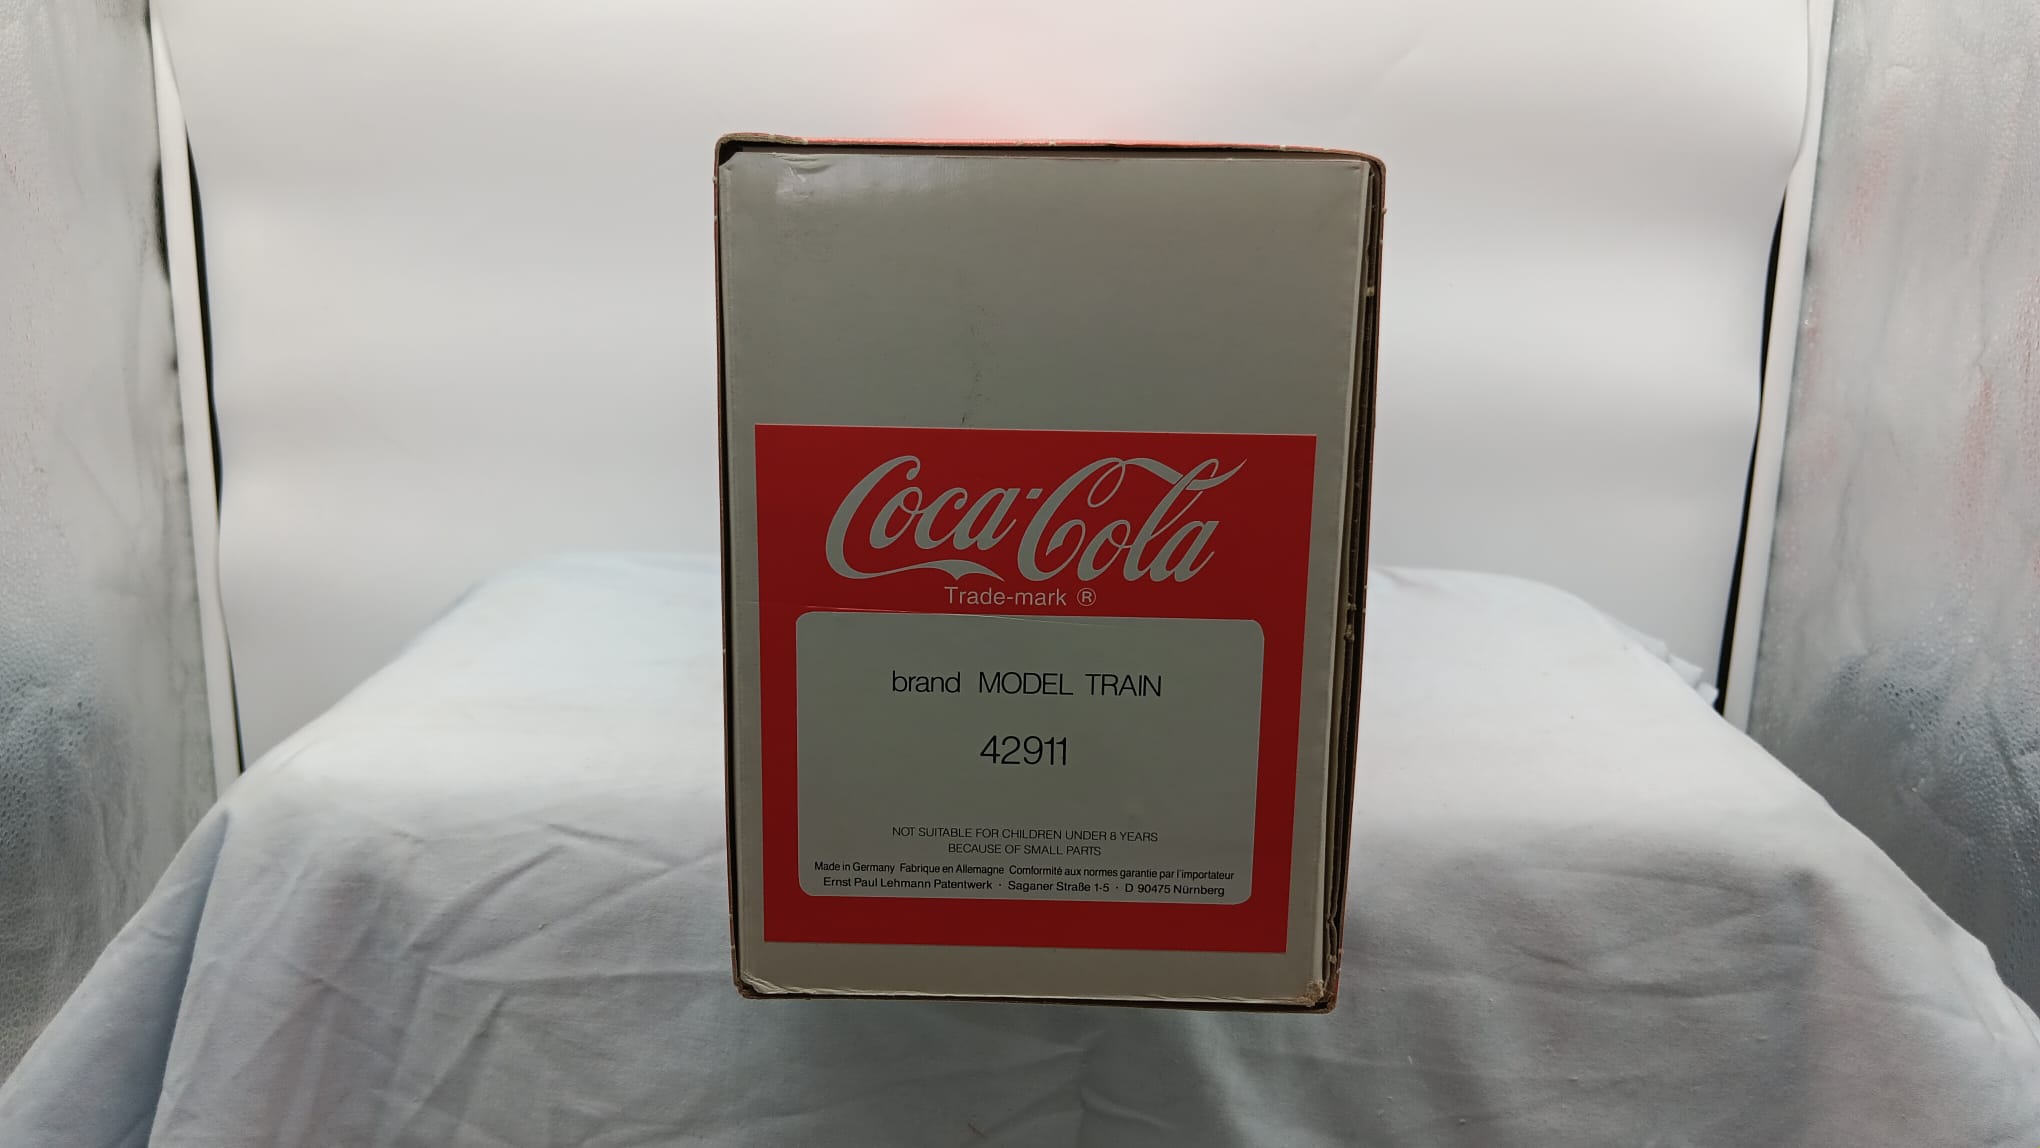 Coca-Cola
Trade-mark ®
brand MODEL TRAIN
42911
NOT SUITABLE FOR CHILDREN UNDER 8 YEARS
BECAUSE OF SMALL PARTS
Made in Germany Fabrique en Allemagne Comformité aux normes garantie par l'importateur
Ernst Paul Lehmann Patentwerk · Saganer Straße 1-5 · D 90475 Nürnberg